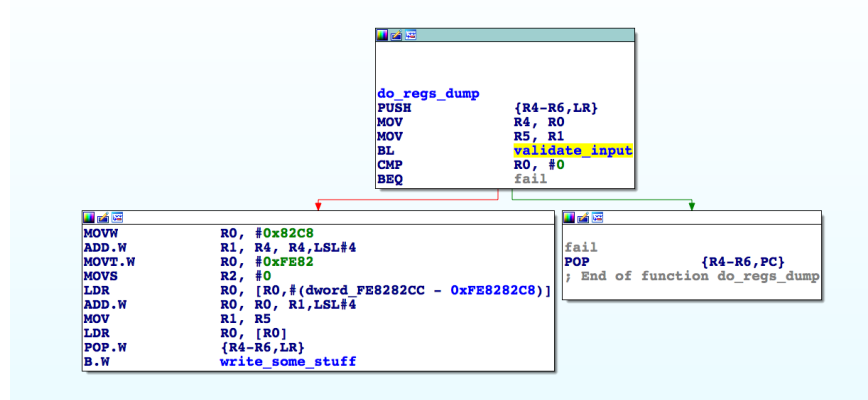 do_regs_dump
PUSH {R4-R6,LR}
MOV R4, R0
MOV R5, R1
BL validate_input
CMP R0, #0
BEQ fail
MOVW R0, #0x82C8
ADD.W R1, R4, R4,LSL#4
MOVT.W R0, #0xFE82
MOVS R2, #0
LDR R0, [R0,#(dword_FE8282CC - 0xFE8282C8)]
ADD.W R0, R0, R1,LSL#4
MOV R1, R5
LDR R0, [R0]
POP.W {R4-R6,LR}
B.W write_some_stuff
fail
POP {R4-R6,PC}
; End of function do_regs_dump